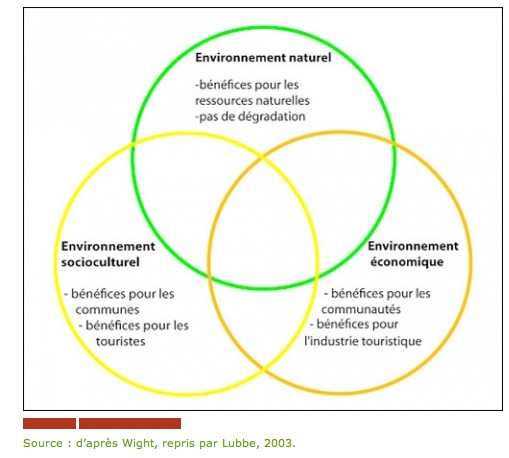 Environnement naturel
-bénéfices pour les
ressources naturelles
-pas de dégradation
Environnement
socioculturel
- bénéfices pour les
communes
- bénéfices pour les
touristes
Environnement
économique
- bénéfices pour les
communautés
- bénéfices pour
l'industrie touristique
Source : d'après Wight, repris par Lubbe, 2003.